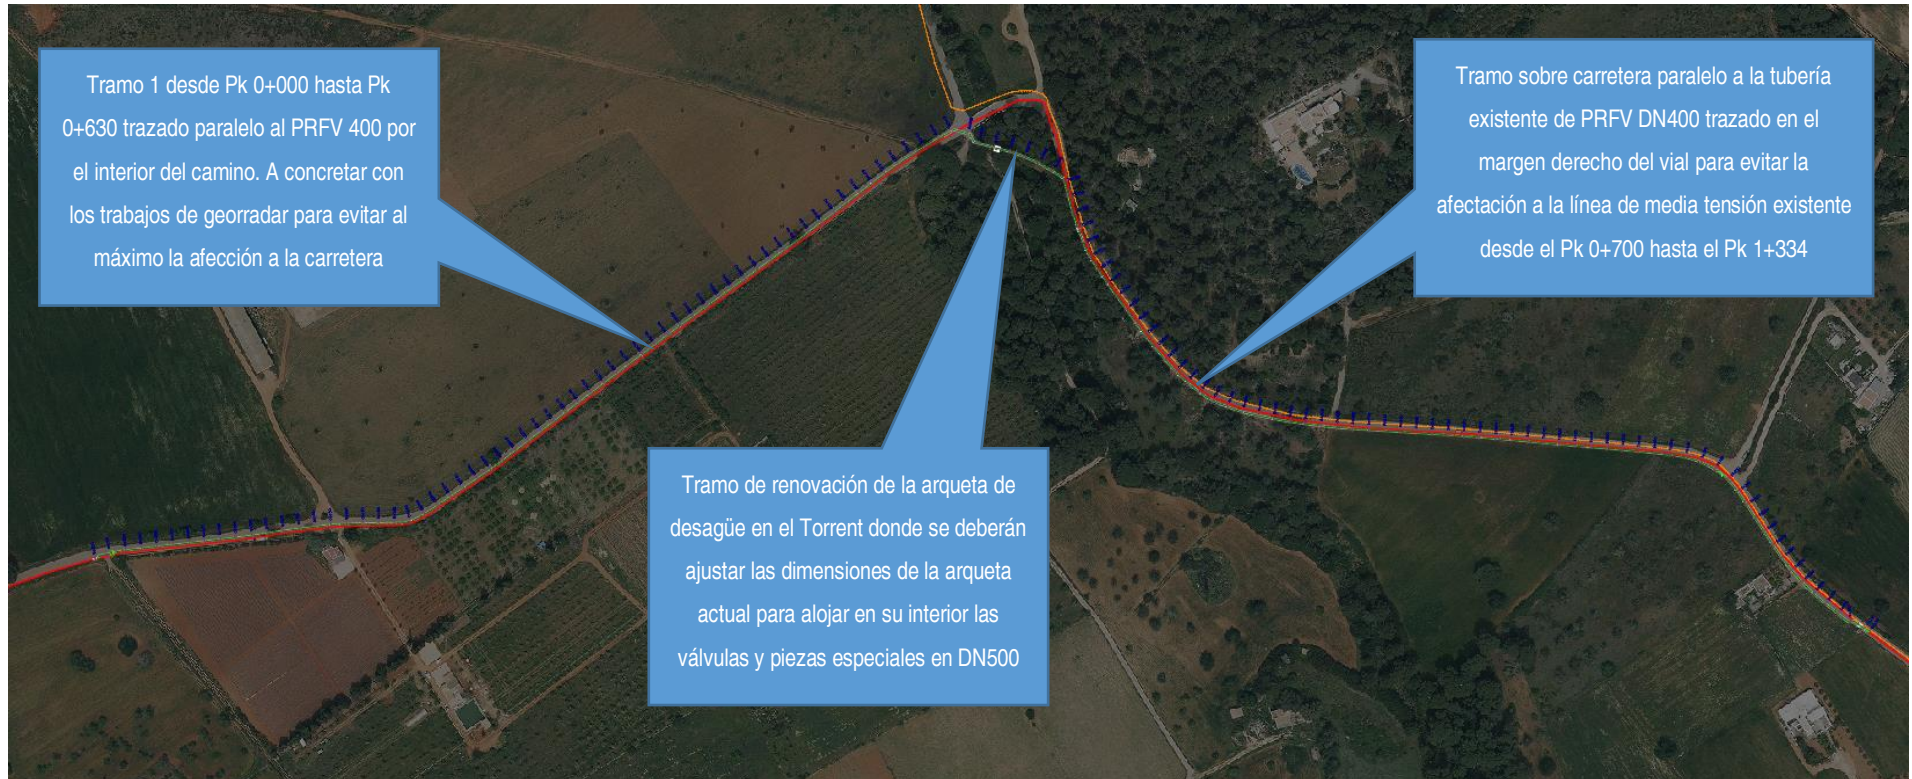 Tramo 1 desde Pk 0+000 hasta Pk
0+630 trazado paralelo al PRFV 400 por
el interior del camino. A concretar con
los trabajos de georradar para evitar al
máximo la afección a la carretera
Tramo sobre carretera paralelo a la tubería
existente de PRFV DN400 trazado en el
margen derecho del vial para evitar la
afectación a la línea de media tensión existente
desde el Pk 0+700 hasta el Pk 1+334
Tramo de renovación de la arqueta de
desagüe en el Torrent donde se deberán
ajustar las dimensiones de la arqueta
actual para alojar en su interior las
válvulas y piezas especiales en DN500